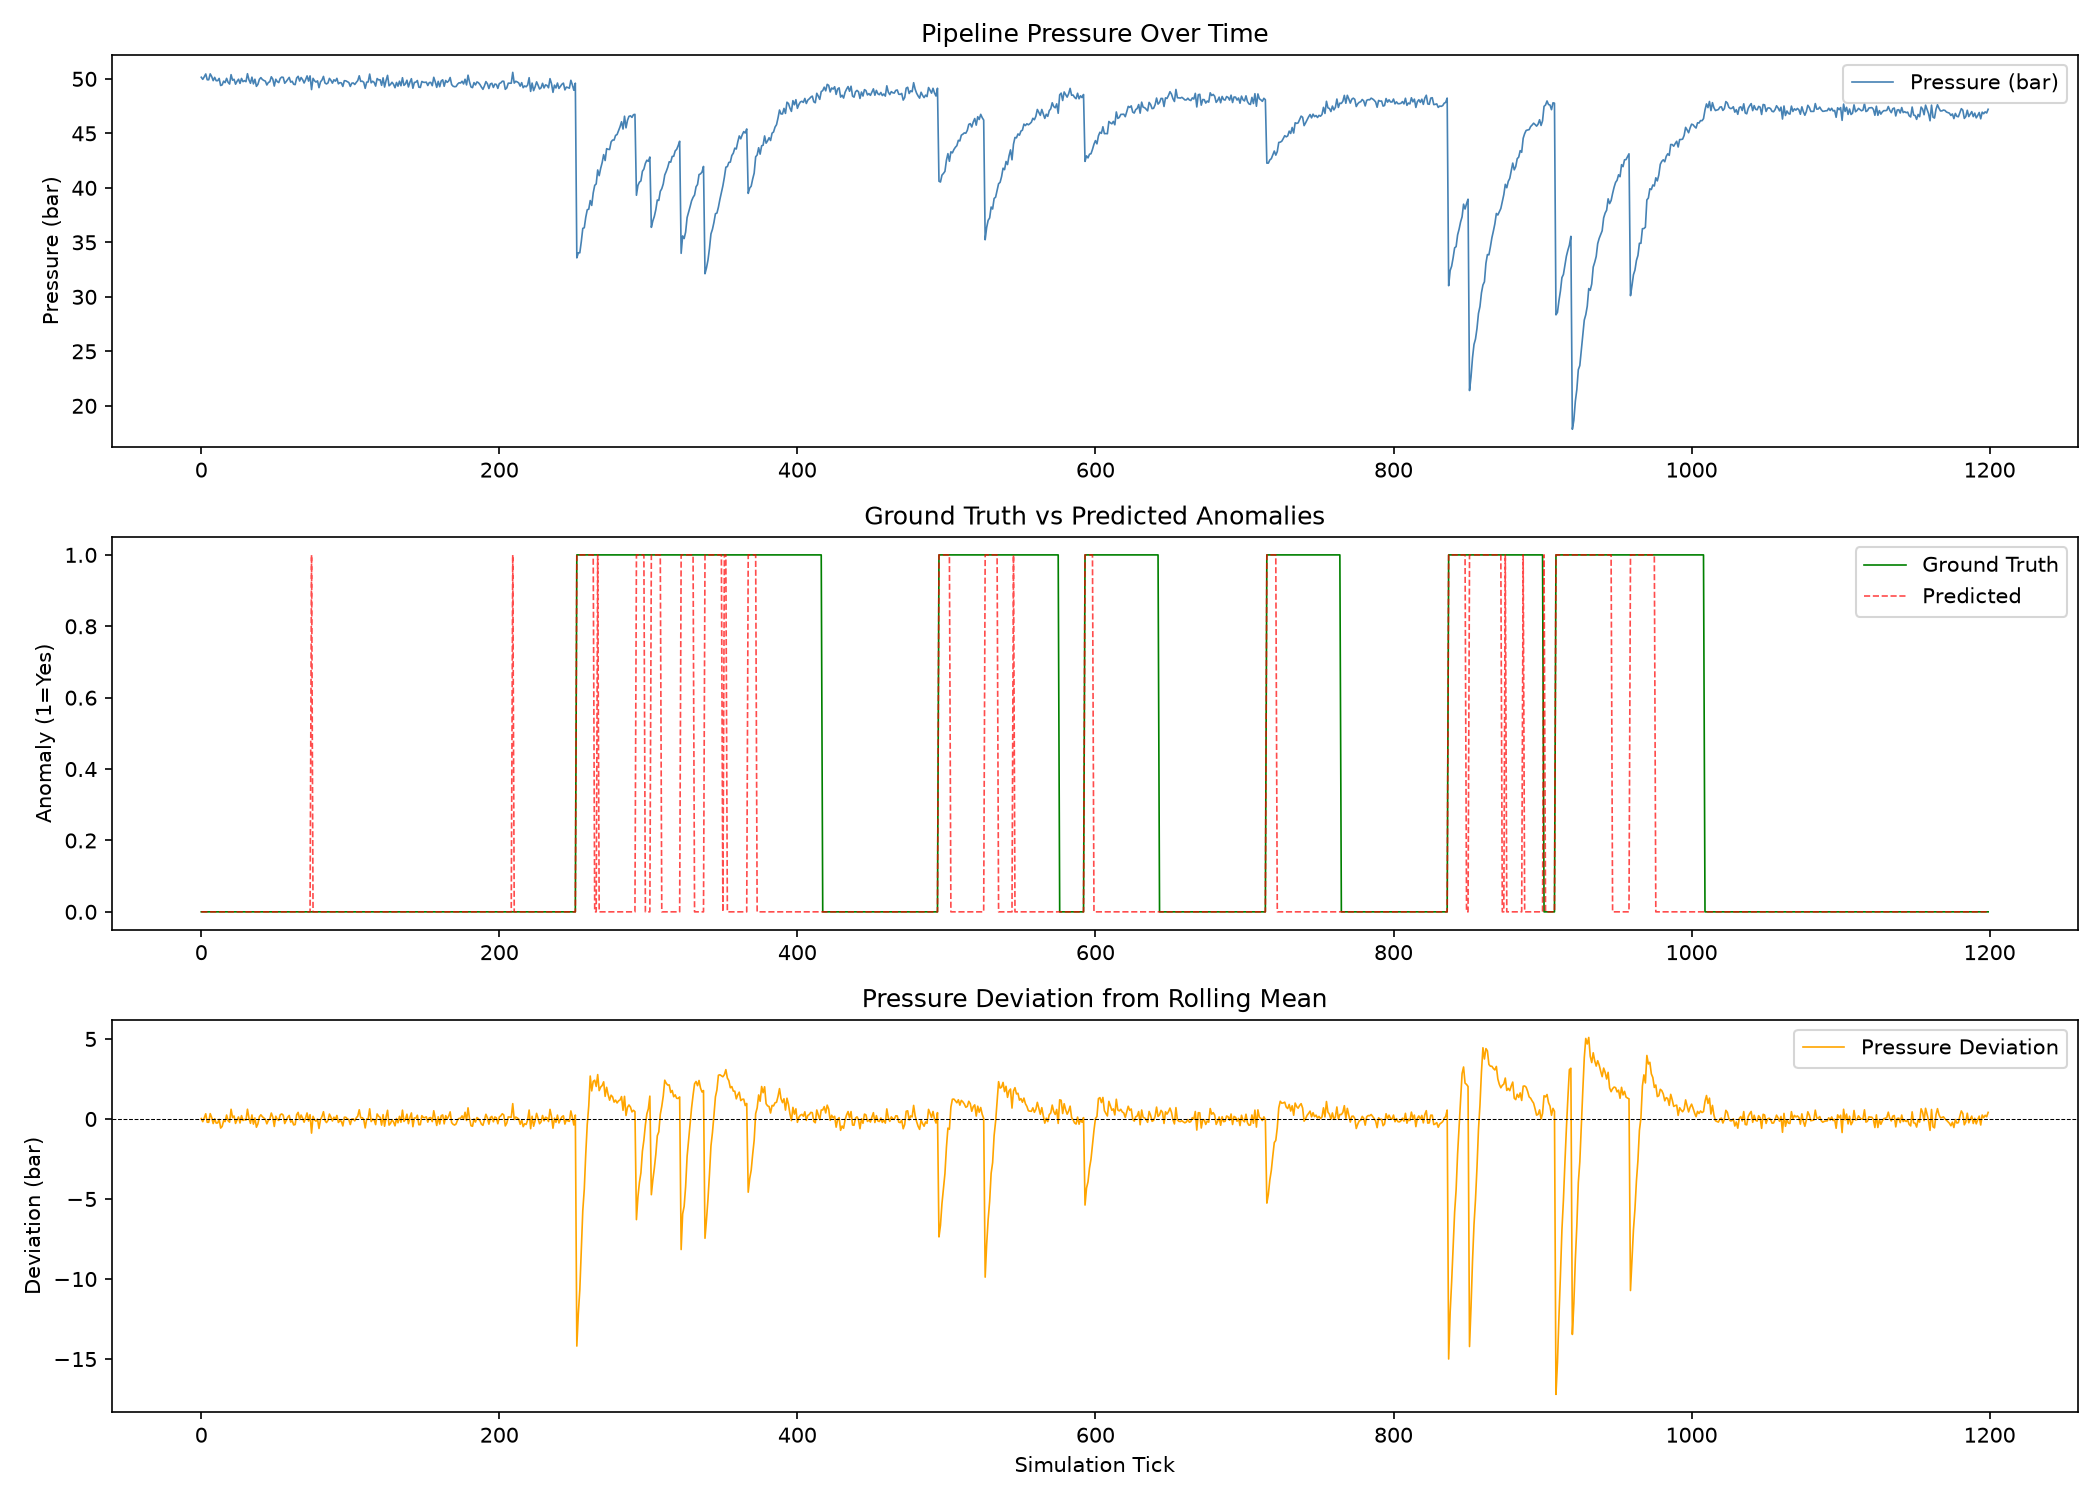 Pipeline Pressure Over Time
Pressure (bar)
50
45
40
35
30
25
20
Pressure (bar)
0 200 400 600 800 1000 1200
Ground Truth vs Predicted Anomalies
Anomaly (1=Yes)
1.0
0.8
0.6
0.4
0.2
0.0
Ground Truth
Predicted
0 200 400 600 800 1000 1200
Pressure Deviation from Rolling Mean
Deviation (bar)
5
0
−5
−10
−15
Pressure Deviation
0 200 400 600 800 1000 1200
Simulation Tick